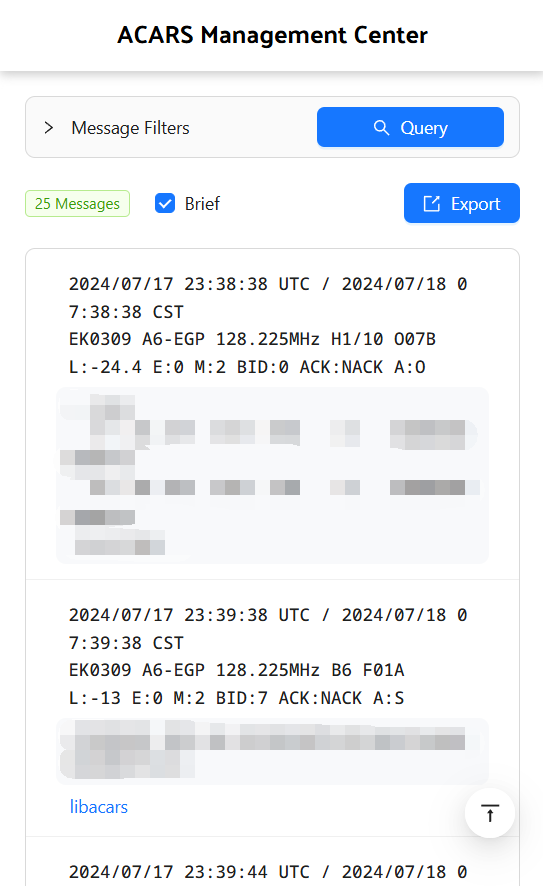 ACARS Management Center
Message Filters
Query
25 Messages
Brief
Export
2024/07/17 23:38:38 UTC / 2024/07/18 0
7:38:38 CST
EK0309 A6-EGP 128.225MHz H1/10 O07B
L:-24.4 E:0 M:2 BID:0 ACK:NACK A:O
2024/07/17 23:39:38 UTC / 2024/07/18 0
7:39:38 CST
EK0309 A6-EGP 128.225MHz B6 F01A
L:-13 E:0 M:2 BID:7 ACK:NACK A:S
libacars
2024/07/17 23:39:44 UTC / 2024/07/18 0